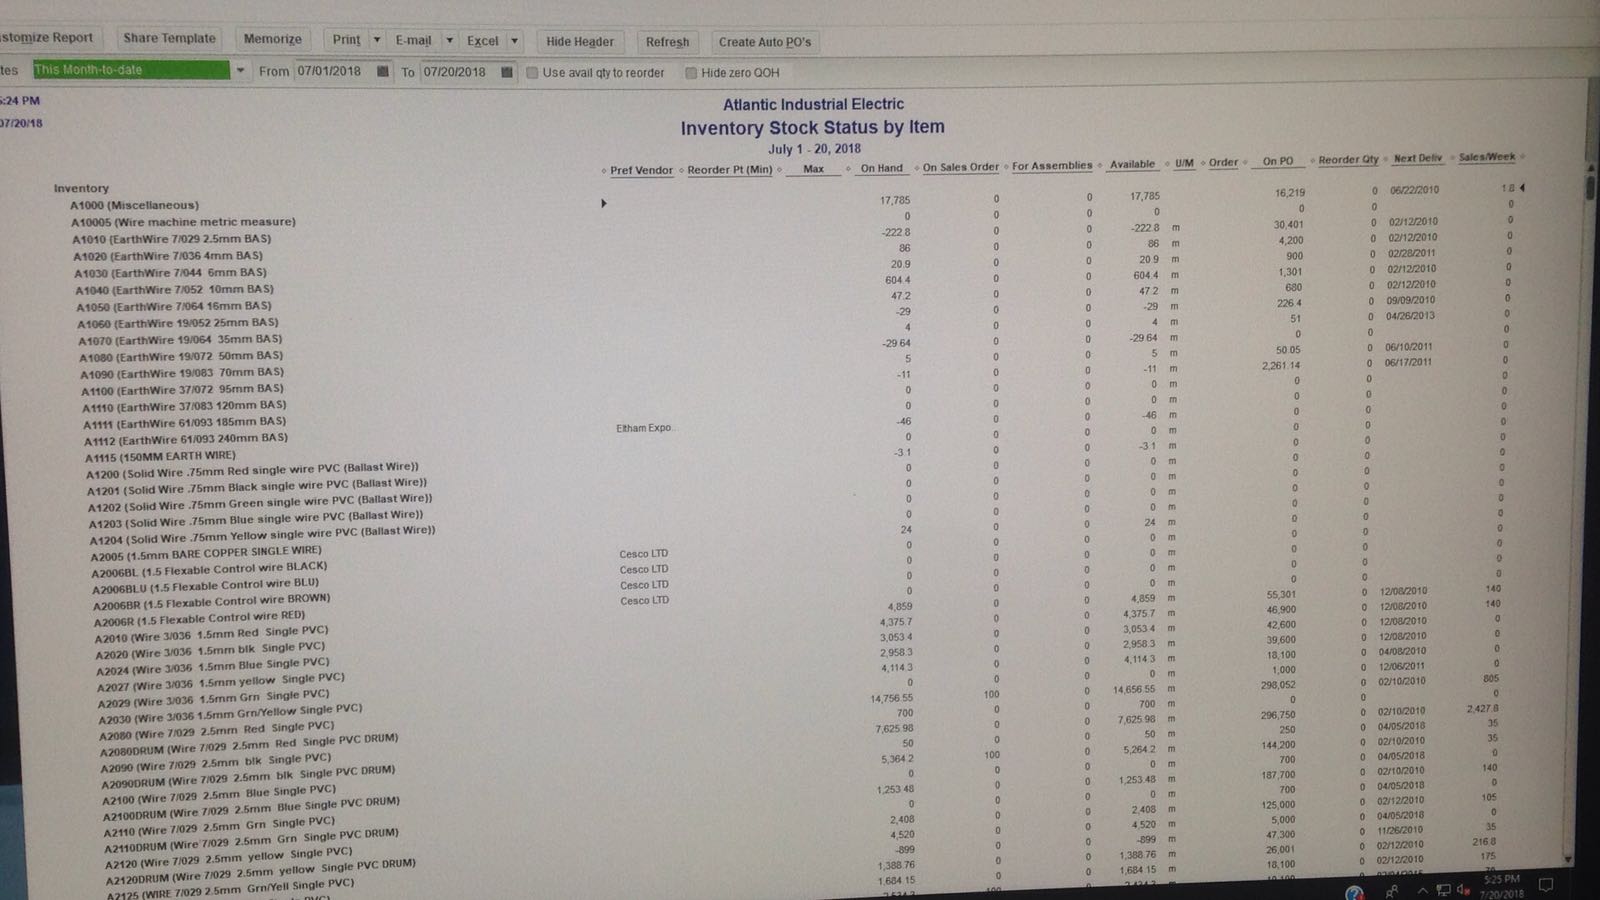 stomize Report Share Template Memorize Print E-mail Excel Hide Header Refresh Create Auto PO's
tes This Month-to-date From 07/01/2018 To 07/20/2018 Use avail qty to reorder Hide zero QOH
5:24 PM
07/20/18
Atlantic Industrial Electric
Inventory Stock Status by Item
July 1 - 20, 2018
Pref Vendor Reorder Pt (Min) Max On Hand On Sales Order For Assemblies Available U/M Order On PO Reorder Qty Next Deliv Sales/Week
Inventory
A1000 (Miscellaneous) 17,785 0 0 17,785 16,219 0 06/22/2010 1.8
A10005 (Wire machine metric measure) 0 0 0 0 0 0 0
A1010 (EarthWire 7/029 2.5mm BAS) -222.8 0 0 -222.8 m 30,401 0 02/12/2010 0
A1020 (EarthWire 7/036 4mm BAS) 86 0 0 86 m 4,200 0 02/12/2010 0
A1030 (EarthWire 7/044 6mm BAS) 20.9 0 0 20.9 m 900 0 02/28/2011 0
A1040 (EarthWire 7/052 10mm BAS) 604.4 0 0 604.4 m 1,301 0 02/12/2010 0
A1050 (EarthWire 7/064 16mm BAS) 47.2 0 0 47.2 m 680 0 02/12/2010 0
A1060 (EarthWire 19/052 25mm BAS) -29 0 0 -29 m 226.4 0 09/09/2010 0
A1070 (EarthWire 19/064 35mm BAS) 4 0 0 4 m 51 0 04/26/2013 0
A1080 (EarthWire 19/072 50mm BAS) -29.64 0 0 -29.64 m 0 0 0
A1090 (EarthWire 19/083 70mm BAS) 5 0 0 5 m 50.05 0 06/10/2011 0
A1100 (EarthWire 37/072 95mm BAS) -11 0 0 -11 m 2,261.14 0 06/17/2011 0
A1110 (EarthWire 37/083 120mm BAS) 0 0 0 0 m 0 0 0
A1111 (EarthWire 61/093 185mm BAS) 0 0 0 0 m 0 0 0
A1112 (EarthWire 61/093 240mm BAS) -46 0 0 -46 m 0 0 0
A1115 (150MM EARTH WIRE) Eltham Expo... 0 0 0 0 m 0 0 0
A1200 (Solid Wire .75mm Red single wire PVC (Ballast Wire)) -3.1 0 0 -3.1 m 0 0 0
A1201 (Solid Wire .75mm Black single wire PVC (Ballast Wire)) 0 0 0 0 m 0 0 0
A1202 (Solid Wire .75mm Green single wire PVC (Ballast Wire)) 0 0 0 0 m 0 0 0
A1203 (Solid Wire .75mm Blue single wire PVC (Ballast Wire)) 0 0 0 0 m 0 0 0
A1204 (Solid Wire .75mm Yellow single wire PVC (Ballast Wire)) 0 0 0 0 m 0 0 0
A2005 (1.5mm BARE COPPER SINGLE WIRE) 24 0 0 24 m 0 0 0
A2006BL (1.5 Flexable Control wire BLACK) Cesco LTD 0 0 0 0 m 0 0 0
A2006BLU (1.5 Flexable Control wire BLU) Cesco LTD 0 0 0 0 m 0 0 0
A2006BR (1.5 Flexable Control wire BROWN) Cesco LTD 0 0 0 0 m 0 0 0
A2006R (1.5 Flexable Control wire RED) Cesco LTD 0 0 0 0 m 0 0 0
A2010 (Wire 3/036 1.5mm Red Single PVC) 4,859 0 0 4,859 m 55,301 0 12/08/2010 140
A2020 (Wire 3/036 1.5mm blk Single PVC) 4,375.7 0 0 4,375.7 m 46,900 0 12/08/2010 140
A2024 (Wire 3/036 1.5mm Blue Single PVC) 3,053.4 0 0 3,053.4 m 42,600 0 12/08/2010 0
A2027 (Wire 3/036 1.5mm yellow Single PVC) 2,958.3 0 0 2,958.3 m 39,600 0 12/08/2010 0
A2029 (Wire 3/036 1.5mm Grn Single PVC) 4,114.3 0 0 4,114.3 m 18,100 0 04/08/2010 0
A2030 (Wire 3/036 1.5mm Grn/Yellow Single PVC) 0 0 0 0 m 1,000 0 12/06/2011 0
A2080 (Wire 7/029 2.5mm Red Single PVC) 14,756.55 100 0 14,656.55 m 298,052 0 02/10/2010 805
A2080DRUM (Wire 7/029 2.5mm Red Single PVC DRUM) 700 0 0 700 m 0 0 0
A2090 (Wire 7/029 2.5mm blk Single PVC) 7,625.98 0 0 7,625.98 m 296,750 0 02/10/2010 2,427.8
A2090DRUM (Wire 7/029 2.5mm blk Single PVC DRUM) 50 0 0 50 m 250 0 04/05/2018 35
A2100 (Wire 7/029 2.5mm Blue Single PVC) 5,364.2 100 0 5,264.2 m 144,200 0 02/10/2010 35
A2100DRUM (Wire 7/029 2.5mm Blue Single PVC DRUM) 0 0 0 0 m 700 0 04/05/2018 0
A2110 (Wire 7/029 2.5mm Grn Single PVC) 1,253.48 0 0 1,253.48 m 187,700 0 02/10/2010 140
A2110DRUM (Wire 7/029 2.5mm Grn Single PVC DRUM) 0 0 0 0 m 700 0 04/05/2018 0
A2120 (Wire 7/029 2.5mm yellow Single PVC) 2,408 0 0 2,408 m 125,000 0 02/12/2010 105
A2120DRUM (Wire 7/029 2.5mm yellow Single PVC DRUM) 4,520 0 0 4,520 m 5,000 0 04/05/2018 0
A2125 (WIRE 7/029 2.5mm Grn/Yell Single PVC) -899 0 0 -899 m 47,300 0 11/26/2010 35
1,388.76 0 0 1,388.76 m 26,001 0 02/12/2010 216.8
1,684.15 0 0 1,684.15 m 18,100 0 02/12/2010 175
5:25 PM
7/20/2018